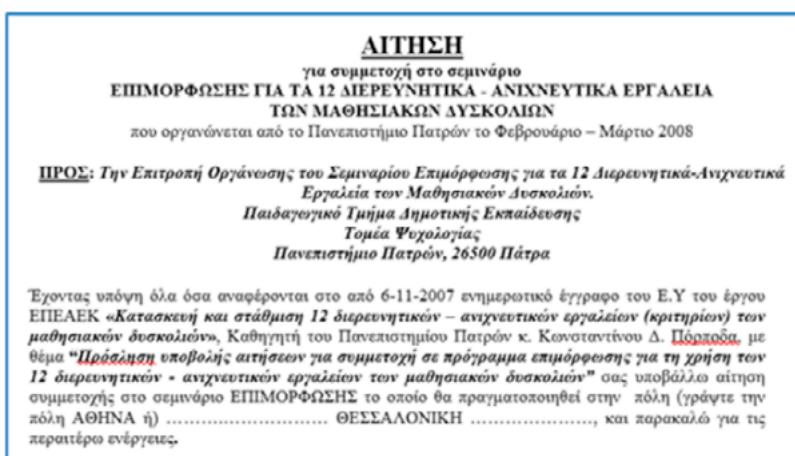 ΑΙΤΗΣΗ
για συμμετοχή στο σεμινάριο
ΕΠΙΜΟΡΦΩΣΗΣ ΓΙΑ ΤΑ 12 ΔΙΕΡΕΥΝΗΤΙΚΑ - ΑΝΙΧΝΕΥΤΙΚΑ ΕΡΓΑΛΕΙΑ
ΤΩΝ ΜΑΘΗΣΙΑΚΩΝ ΔΥΣΚΟΛΙΩΝ
που οργανώνεται από το Πανεπιστήμιο Πατρών το Φεβρουάριο – Μάρτιο 2008
ΠΡΟΣ: Την Επιτροπή Οργάνωσης του Σεμιναρίου Επιμόρφωσης για τα 12 Διερευνητικά-Ανιχνευτικά
Εργαλεία των Μαθησιακών Δυσκολιών.
Παιδαγωγικό Τμήμα Δημοτικής Εκπαίδευσης
Τομέα Ψυχολογίας
Πανεπιστήμιο Πατρών, 26500 Πάτρα
Έχοντας υπόψη όλα όσα αναφέρονται στο από 6-11-2007 ενημερωτικό έγγραφο του Ε.Υ του έργου
ΕΠΕΑΕΚ «Κατασκευή και στάθμιση 12 διερευνητικών – ανιχνευτικών εργαλείων (κριτηρίων) των
μαθησιακών δυσκολιών», Καθηγητή του Πανεπιστημίου Πατρών κ. Κωνσταντίνου Δ. Πόρποδα, με
θέμα “Πρόσληση υποβολής αιτήσεων για συμμετοχή σε πρόγραμμα επιμόρφωσης για τη χρήση των
12 διερευνητικών - ανιχνευτικών εργαλείων των μαθησιακών δυσκολιών” σας υποβάλλω αίτηση
συμμετοχής στο σεμινάριο ΕΠΙΜΟΡΦΩΣΗΣ το οποίο θα πραγματοποιηθεί στην πόλη (γράψτε την
πόλη ΑΘΗΝΑ ή) …………………………… ΘΕΣΣΑΛΟΝΙΚΗ …………………, και παρακαλώ για τις
περαιτέρω ενέργειες.